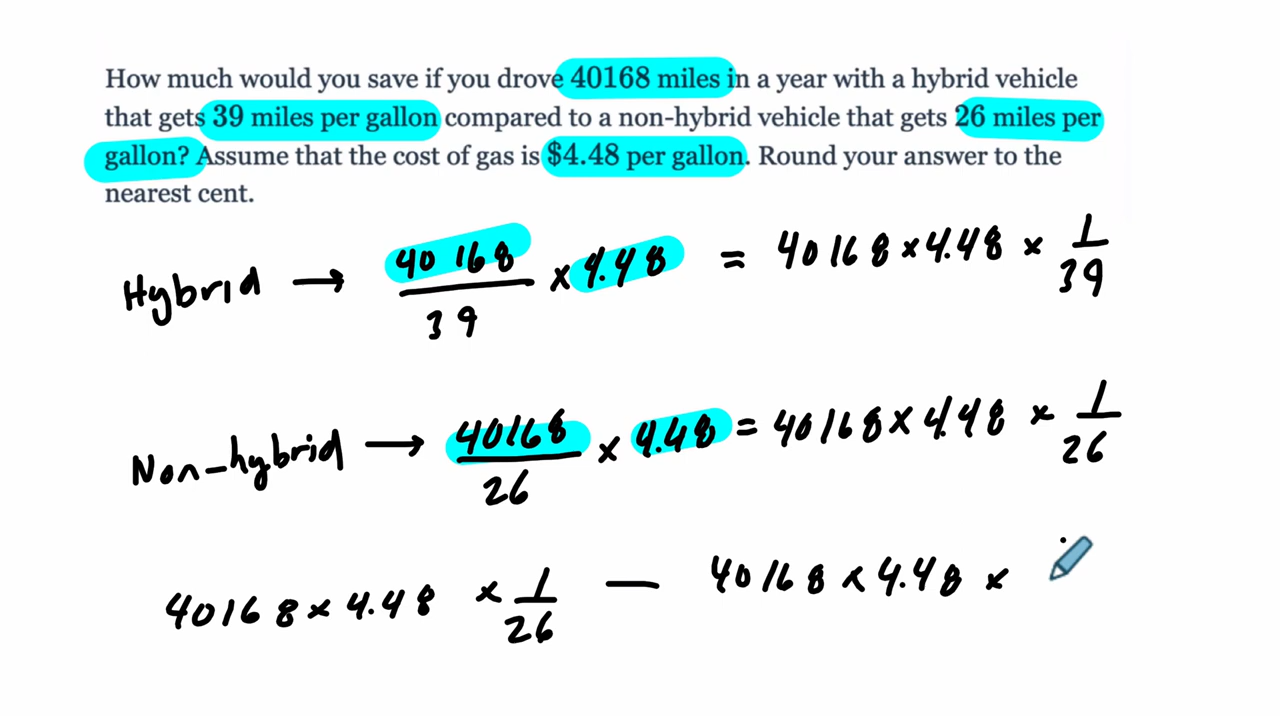 How much would you save if you drove 40168 miles in a year with a hybrid vehicle
that gets 39 miles per gallon compared to a non-hybrid vehicle that gets 26 miles per
gallon? Assume that the cost of gas is $4.48 per gallon. Round your answer to the
nearest cent.
Hybrid → 40168/39 × 4.48 = 40168 × 4.48 × 1/39
Non-hybrid → 40168/26 × 4.48 = 40168 × 4.48 × 1/26
40168 × 4.48 × 1/26 — 40168 × 4.48 ×